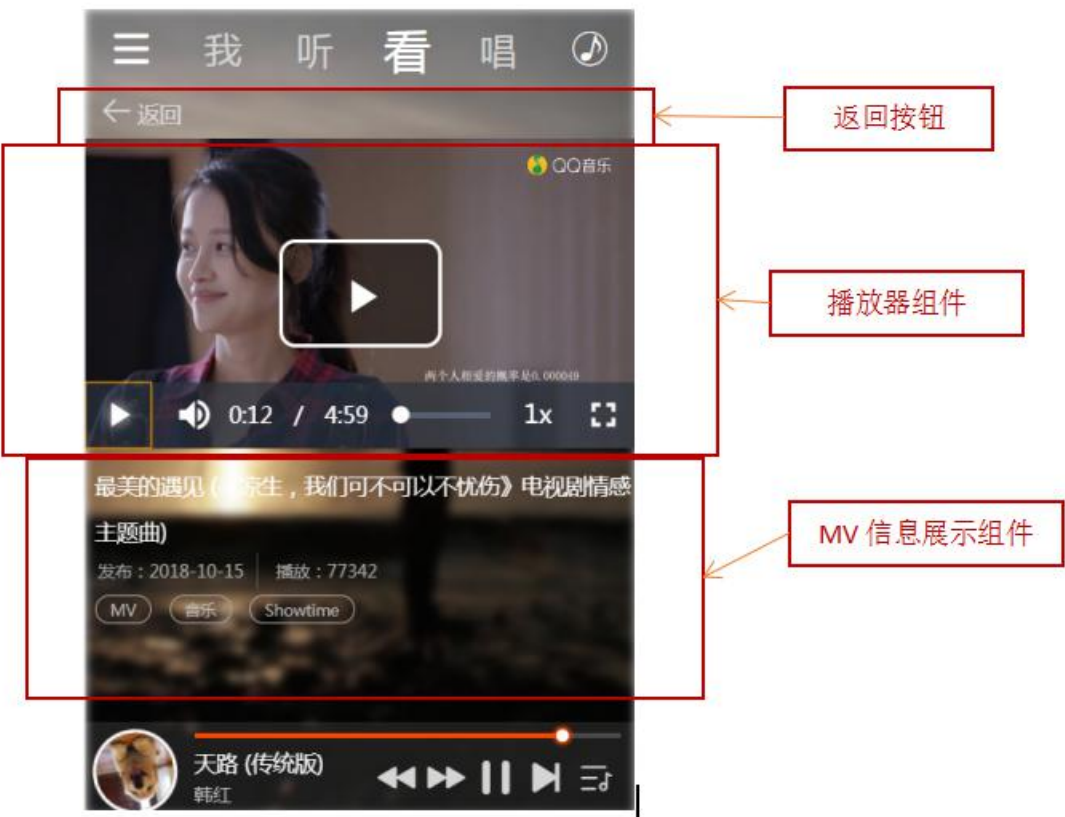 我 听 看 唱
返回
返回按钮
QQ音乐
播放器组件
两个人相爱的概率是0.000049
0:12 / 4:59 1x
最美的遇见 ( 凉生，我们可不可以不忧伤》电视剧情感
主题曲)
MV 信息展示组件
发布：2018-10-15 播放：77342
MV 音乐 Showtime
天路 (传统版)
韩红